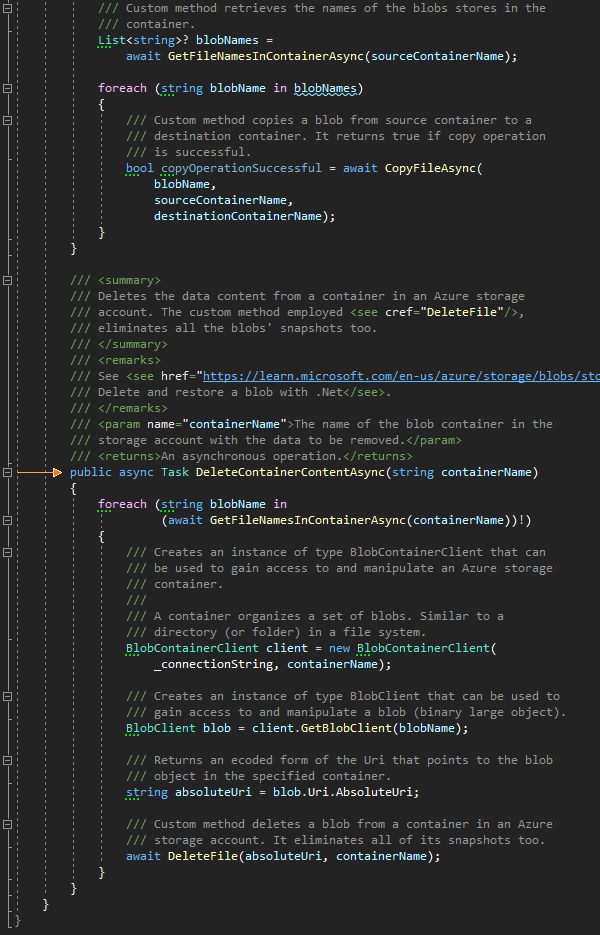 /// Custom method retrieves the names of the blobs stores in the
/// container.
List<string>? blobNames =
await GetFileNamesInContainerAsync(sourceContainerName);
foreach (string blobName in blobNames)
{
/// Custom method copies a blob from source container to a
/// destination container. It returns true if copy operation
/// is successful.
bool copyOperationSuccessful = await CopyFileAsync(
blobName,
sourceContainerName,
destinationContainerName);
}
}
/// <summary>
/// Deletes the data content from a container in an Azure storage
/// account. The custom method employed <see cref="DeleteFile"/>,
/// eliminates all the blobs' snapshots too.
/// </summary>
/// <remarks>
/// See <see href="https://learn.microsoft.com/en-us/azure/storage/blobs/sto
/// Delete and restore a blob with .Net</see>.
/// </remarks>
/// <param name="containerName">The name of the blob container in the
/// storage account with the data to be removed.</param>
/// <returns>An asynchronous operation.</returns>
public async Task DeleteContainerContentAsync(string containerName)
{
foreach (string blobName in
(await GetFileNamesInContainerAsync(containerName))!)
{
/// Creates an instance of type BlobContainerClient that can
/// be used to gain access to and manipulate an Azure storage
/// container.
///
/// A container organizes a set of blobs. Similar to a
/// directory (or folder) in a file system.
BlobContainerClient client = new BlobContainerClient(
_connectionString, containerName);
/// Creates an instance of type BlobClient that can be used to
/// gain access to and manipulate a blob (binary large object).
BlobClient blob = client.GetBlobClient(blobName);
/// Returns an ecoded form of the Uri that points to the blob
/// object in the specified container.
string absoluteUri = blob.Uri.AbsoluteUri;
/// Custom method deletes a blob from a container in an Azure
/// storage account. It eliminates all of its snapshots too.
await DeleteFile(absoluteUri, containerName);
}
}
}
}